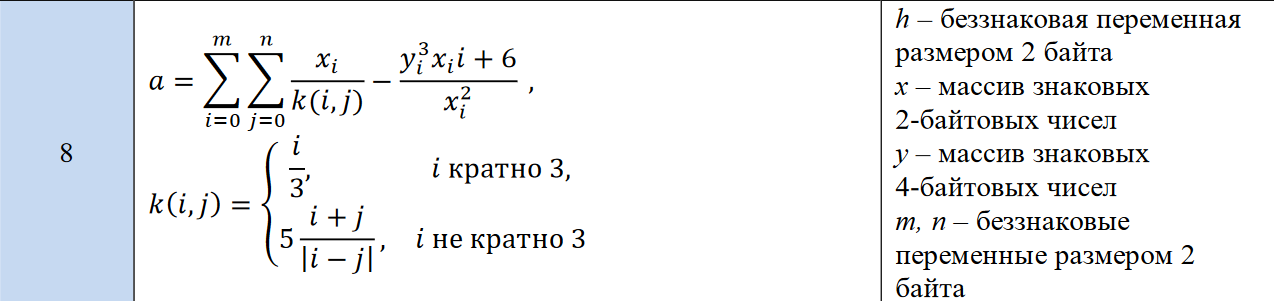 8
a = \sum_{i=0}^{m} \sum_{j=0}^{n} \frac{x_i}{k(i,j)} - \frac{y_i^3 x_i i + 6}{x_i^2} ,
k(i,j) = \begin{cases} \frac{i}{3}, & i \text{ кратно } 3, \\ 5\frac{i+j}{|i-j|}, & i \text{ не кратно } 3 \end{cases}
h – беззнаковая переменная
размером 2 байта
x – массив знаковых
2-байтовых чисел
y – массив знаковых
4-байтовых чисел
m, n – беззнаковые
переменные размером 2
байта